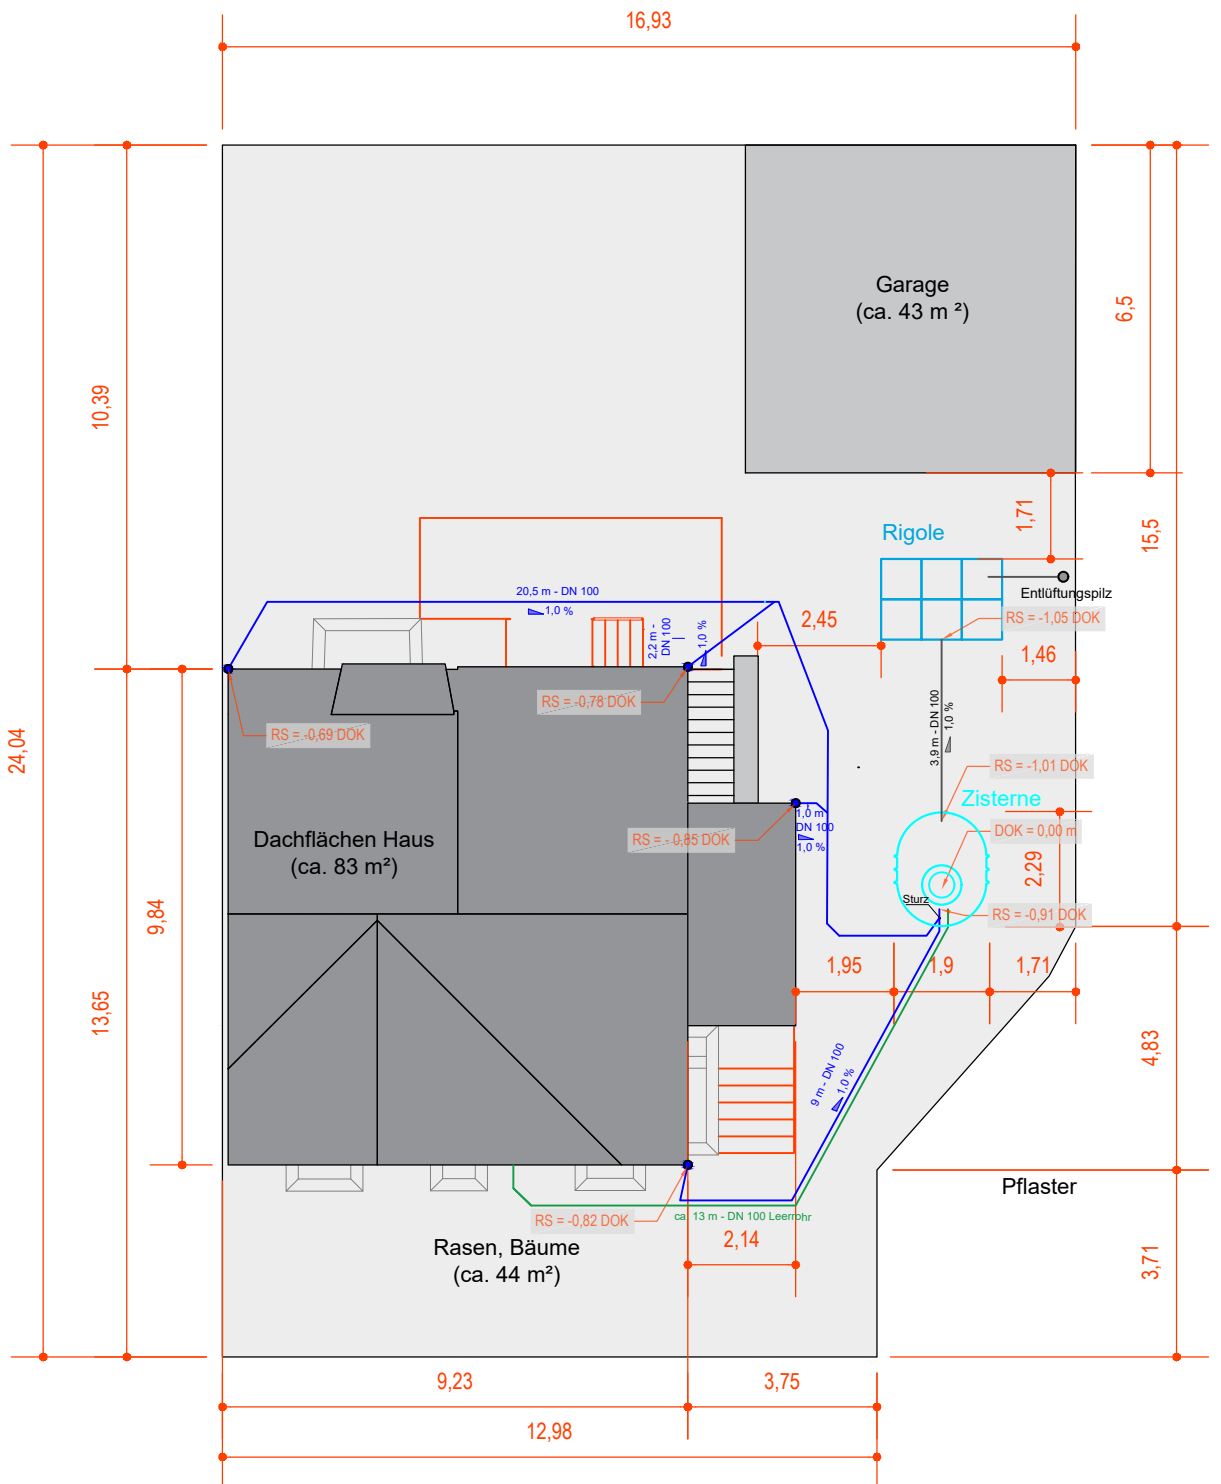 16,93
Garage
(ca. 43 m ²)
6,5
10,39
1,71
15,5
Rigole
Entlüftungspilz
20,5 m - DN 100
1,0 %
2,2 m -
DN 100
1,0 %
2,45
RS = -1,05 DOK
1,46
RS = -0,78 DOK
RS = -0,69 DOK
3,9 m - DN 100
1,0 %
24,04
RS = -1,01 DOK
Zisterne
1,0 m
DN 100
1,0 %
DOK = 0,00 m
Dachflächen Haus
(ca. 83 m²)
RS = - 0,85 DOK
2,29
Sturz
RS = -0,91 DOK
9,84
1,95
1,9
1,71
13,65
4,83
9 m - DN 100
1,0 %
Pflaster
RS = -0,82 DOK
ca. 13 m - DN 100 Leerrohr
2,14
Rasen, Bäume
(ca. 44 m²)
3,71
9,23
3,75
12,98